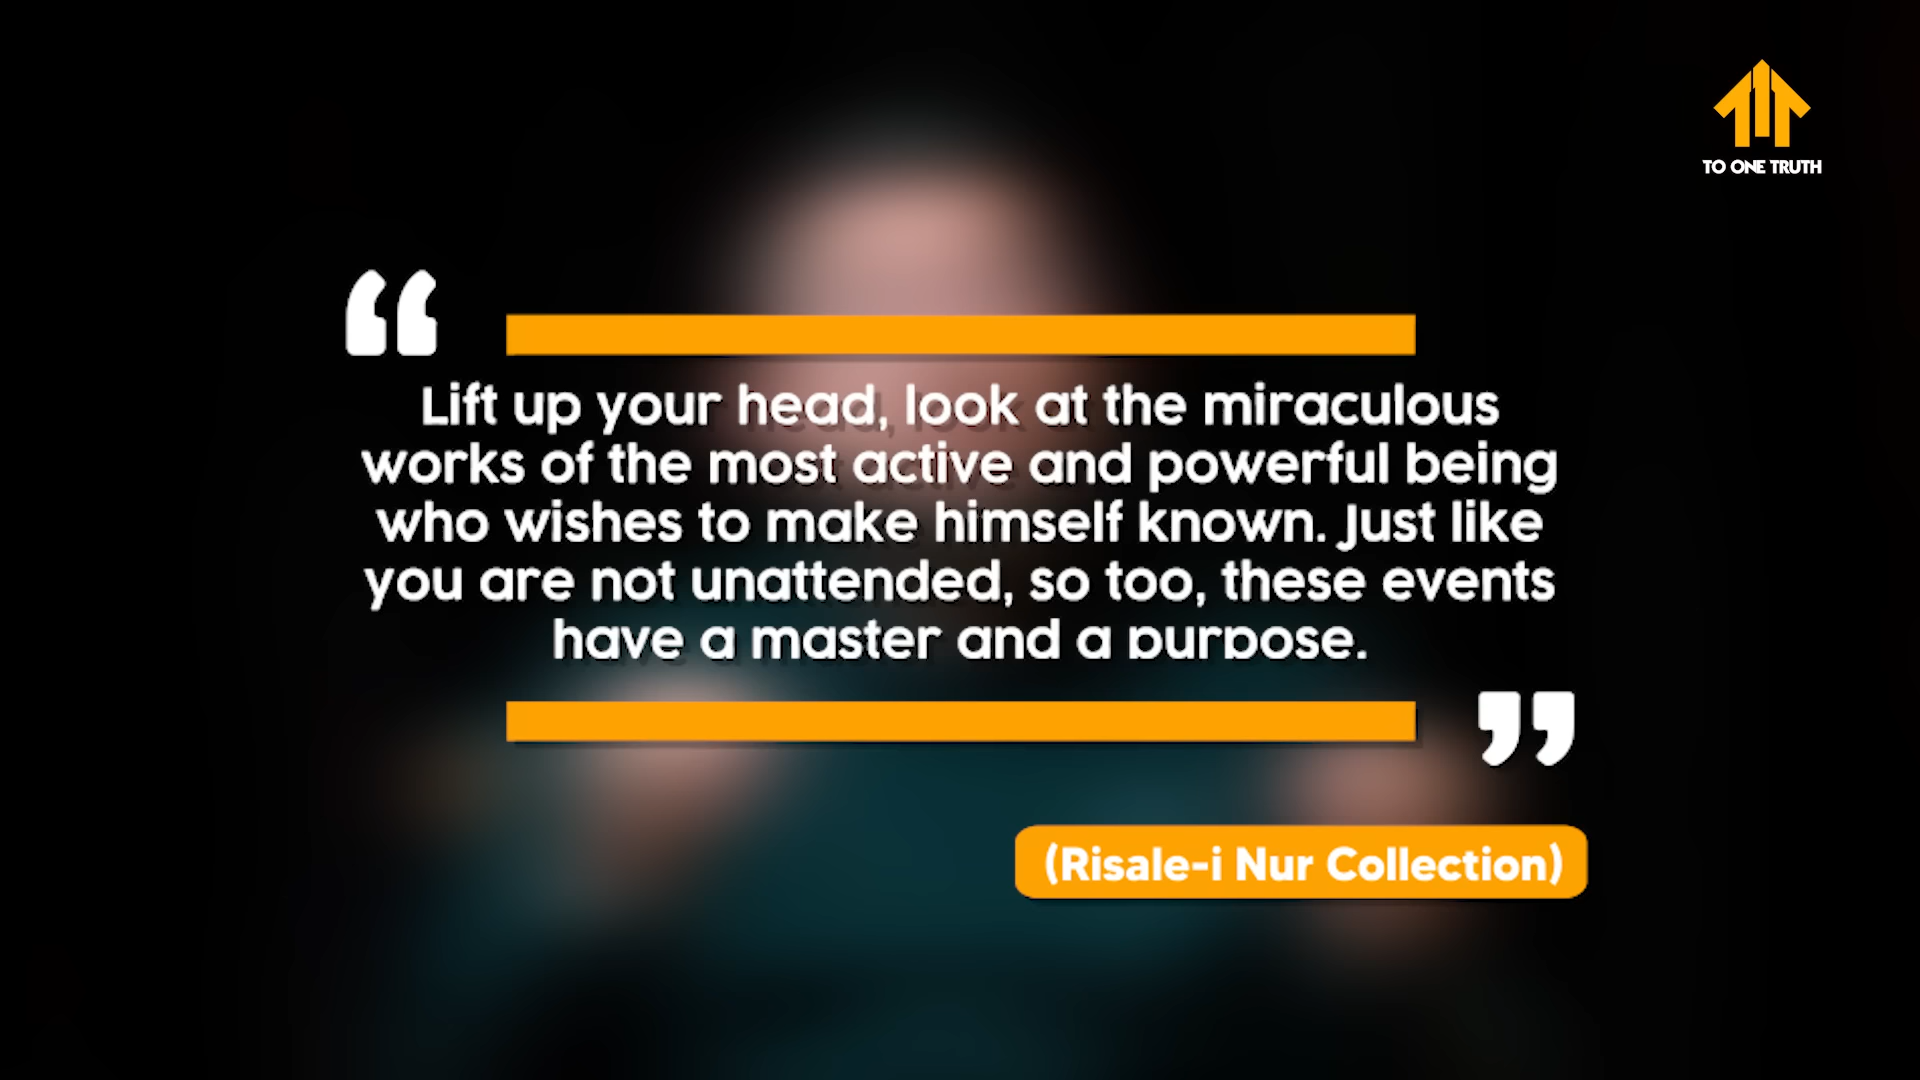 TO ONE TRUTH
“
Lift up your head, look at the miraculous
works of the most active and powerful being
who wishes to make himself known. Just like
you are not unattended, so too, these events
have a master and a purpose.
”
(Risale-i Nur Collection)